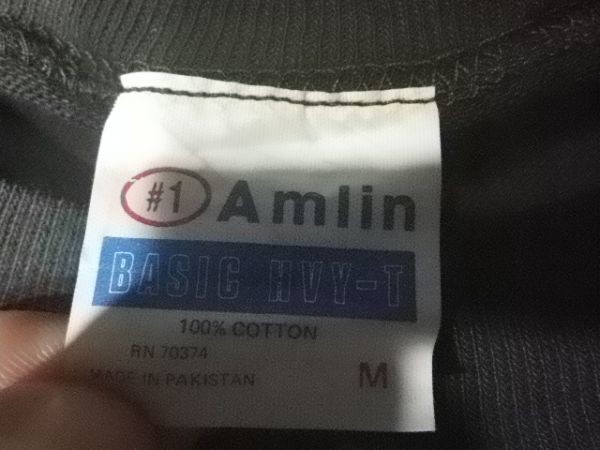 #1 Amlin
BASIC HVY-T
100% COTTON
RN 70374
MADE IN PAKISTAN M